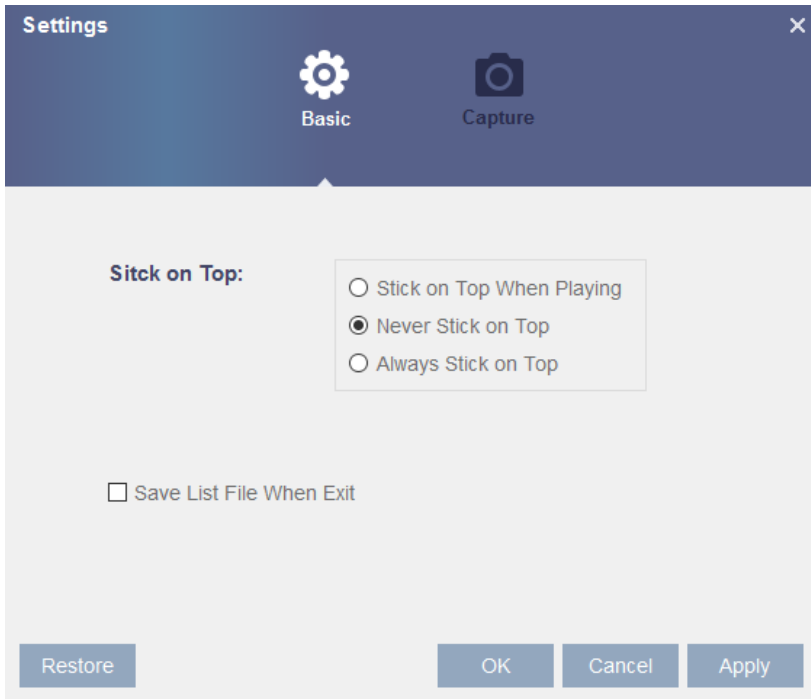 Settings
Basic Capture
Sitck on Top:
Stick on Top When Playing
Never Stick on Top
Always Stick on Top
Save List File When Exit
Restore OK Cancel Apply